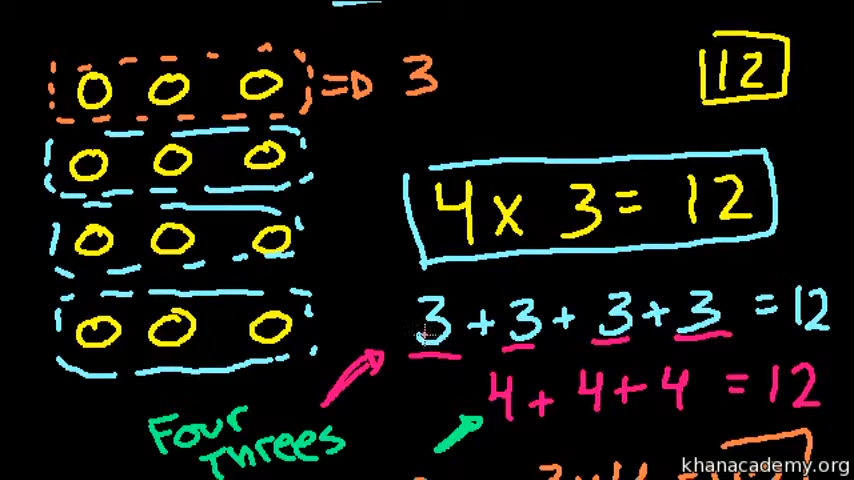 => 3
12
4 x 3 = 12
3 + 3 + 3 + 3 = 12
4 + 4 + 4 = 12
Four
Threes
khanacademy.org